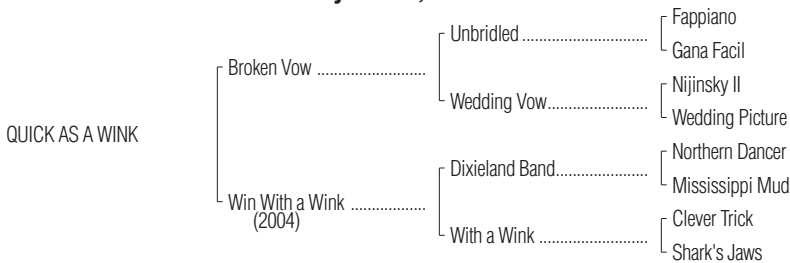 Fappiano
Unbridled
Gana Facil
Broken Vow
Nijinsky II
Wedding Vow
Wedding Picture
QUICK AS A WINK
Northern Dancer
Dixieland Band
Mississippi Mud
Win With a Wink
(2004)
Clever Trick
With a Wink
Shark's Jaws